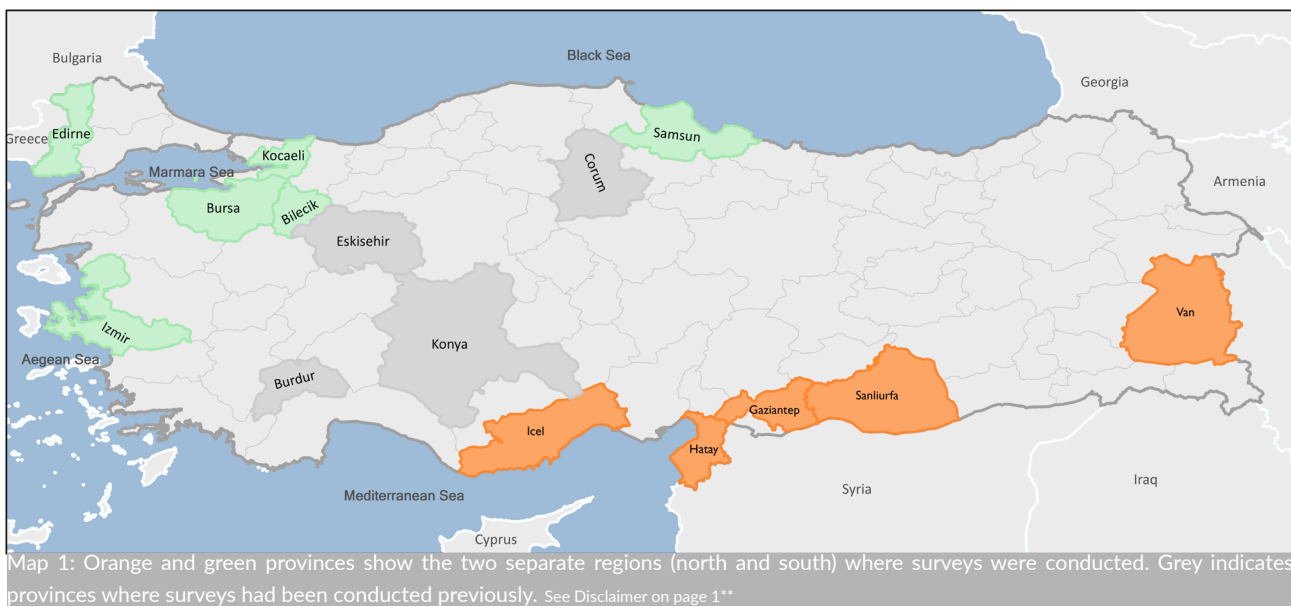 Black Sea
Bulgaria
Georgia
Edirne
Greece
Samsun
Kocaeli
Marmara Sea
Corum
Armenia
Bursa
Bilecik
Eskisehir
Van
Izmir
Konya
Aegean Sea
Burdur
Sanliurfa
Gaziantep
Icel
Hatay
Mediterranean Sea
Syria
Iraq
Cyprus
Map 1: Orange and green provinces show the two separate regions (north and south) where surveys were conducted. Grey indicates
provinces where surveys had been conducted previously. See Disclaimer on page 1**